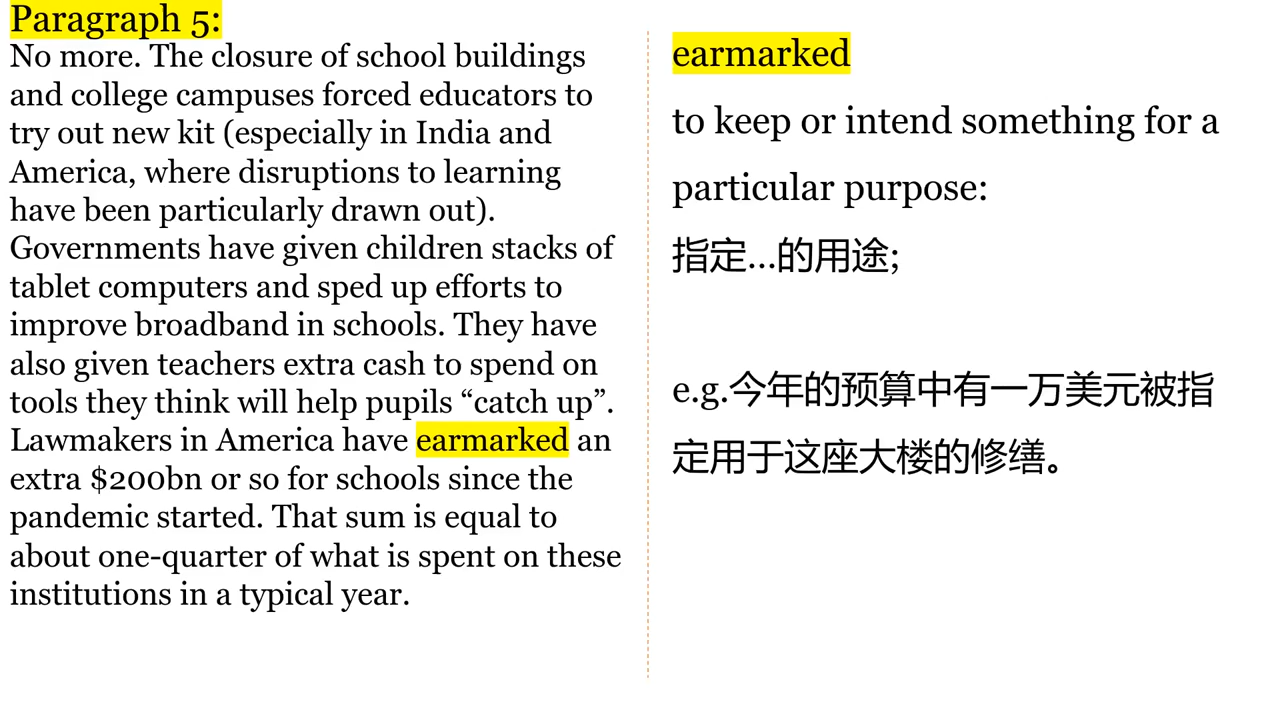 Paragraph 5:
No more. The closure of school buildings
and college campuses forced educators to
try out new kit (especially in India and
America, where disruptions to learning
have been particularly drawn out).
Governments have given children stacks of
tablet computers and sped up efforts to
improve broadband in schools. They have
also given teachers extra cash to spend on
tools they think will help pupils “catch up”.
Lawmakers in America have earmarked an
extra $200bn or so for schools since the
pandemic started. That sum is equal to
about one-quarter of what is spent on these
institutions in a typical year.
earmarked
to keep or intend something for a
particular purpose:
指定...的用途;
e.g.今年的预算中有一万美元被指
定用于这座大楼的修缮。